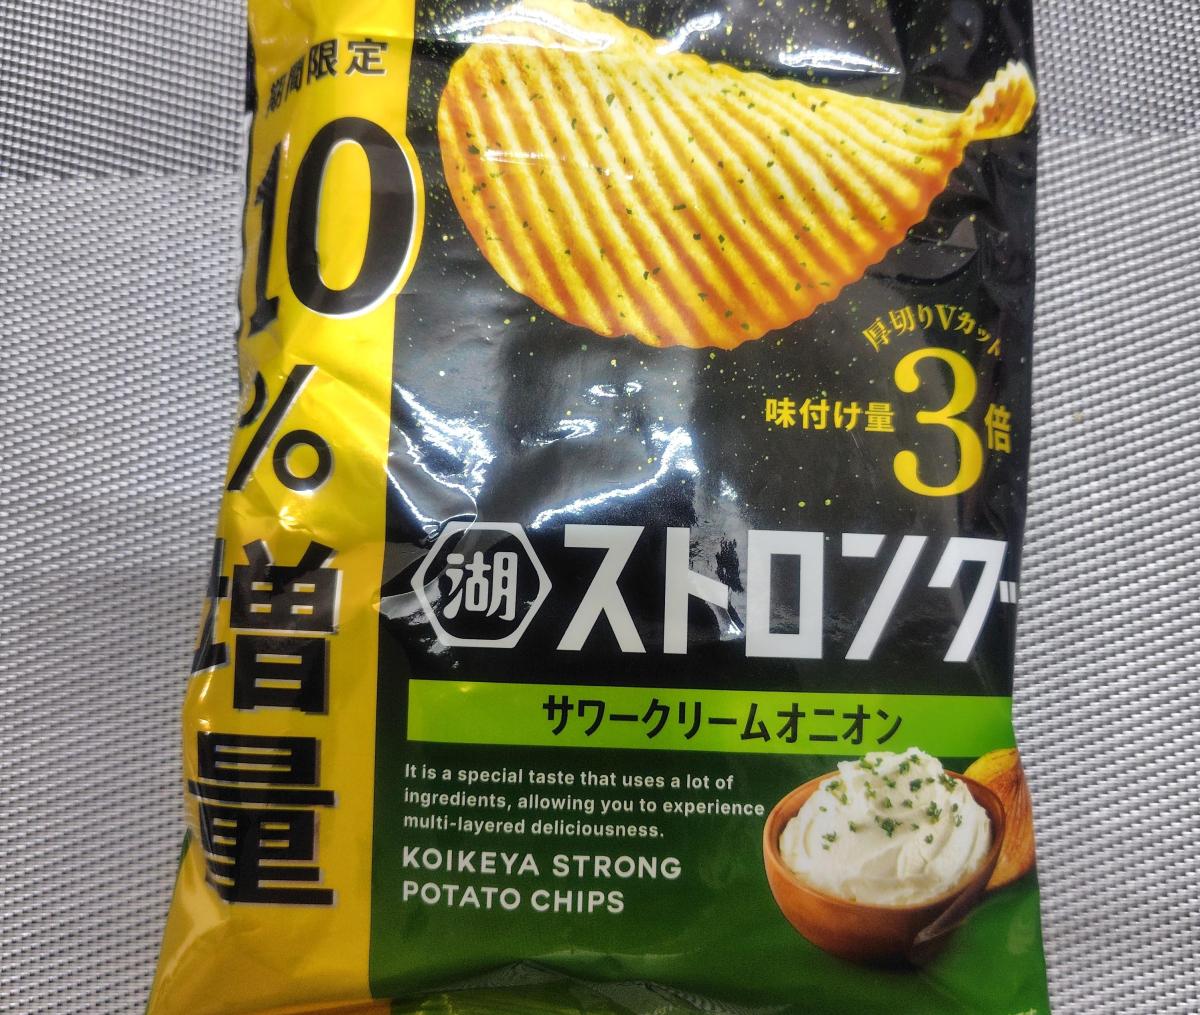 期間限定
10%増量
厚切りVカット
味付け量3倍
湖ストロング
サワークリームオニオン
It is a special taste that uses a lot of
ingredients, allowing you to experience
multi-layered deliciousness.
KOIKEYA STRONG
POTATO CHIPS